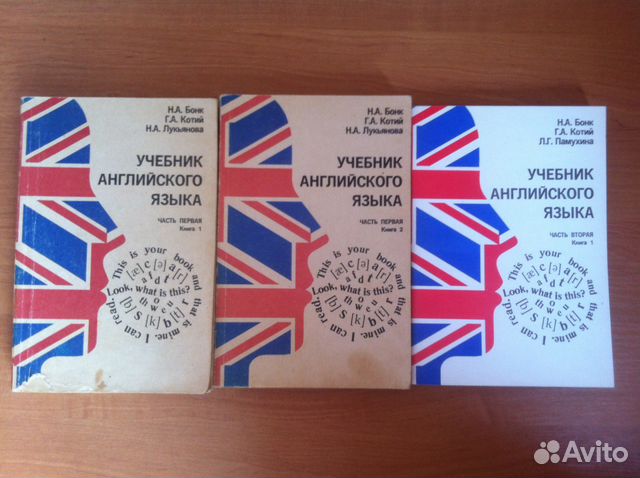 Н.А. Бонк
Г.А. Котий
Н.А. Лукьянова
УЧЕБНИК
АНГЛИЙСКОГО
ЯЗЫКА
ЧАСТЬ ПЕРВАЯ
Книга 1
This is your book and that is mine. I can read.
[æ] c [ə] a [r]
a d f t
Look, what is this?
th o w e u
[b] S [k] b [t] r
Н.А. Бонк
Г.А. Котий
Н.А. Лукьянова
УЧЕБНИК
АНГЛИЙСКОГО
ЯЗЫКА
ЧАСТЬ ПЕРВАЯ
Книга 2
This is your book and that is mine. I can read.
[æ] c [ə] a [r]
a d f t
Look, what is this?
th o w e u
[b] S [k] b [t] r
Н.А. Бонк
Г.А. Котий
Л.Г. Памухина
УЧЕБНИК
АНГЛИЙСКОГО
ЯЗЫКА
ЧАСТЬ ВТОРАЯ
Книга 1
This is your book and that is mine. I can read.
[æ] c [ə] a [r]
a d f t
Look, what is this?
th o w e u
[b] S [k] b [t] r
Avito